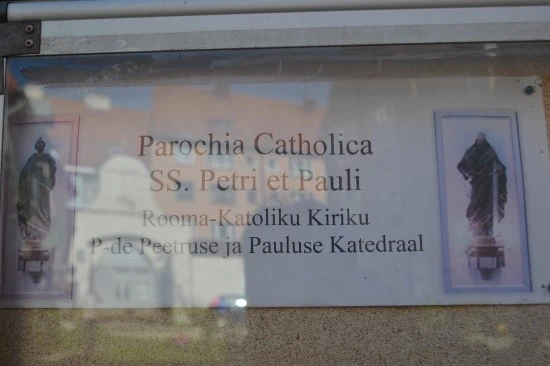 Parochia Catholica
SS. Petri et Pauli
Rooma-Katoliku Kiriku
P-de Peetruse ja Pauluse Katedraal